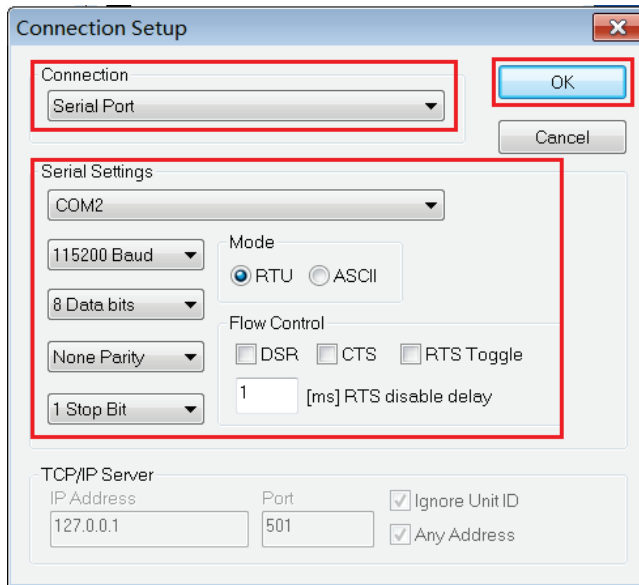 Connection Setup
Connection
OK
Serial Port
Cancel
Serial Settings
COM2
115200 Baud
Mode
RTU ASCII
8 Data bits
Flow Control
DSR CTS RTS Toggle
None Parity
1 [ms] RTS disable delay
1 Stop Bit
TCP/IP Server
IP Address Port
Ignore Unit ID
127.0.0.1 501
Any Address